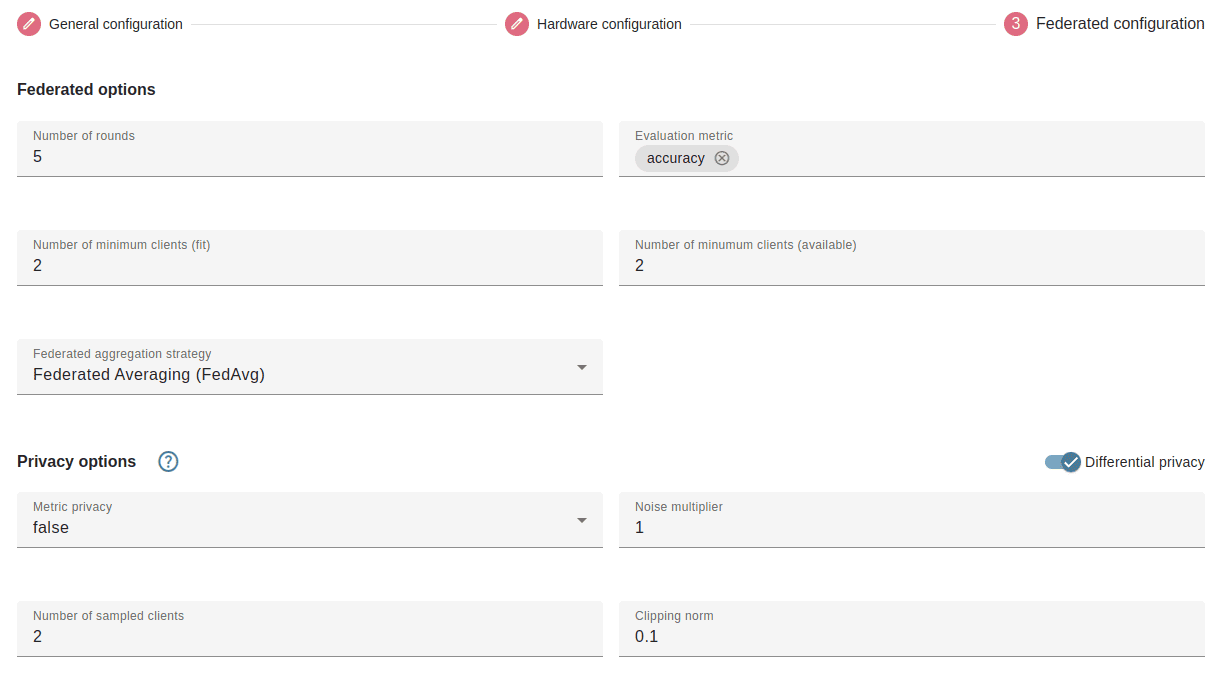 General configuration
Hardware configuration
3 Federated configuration
Federated options
Number of rounds
5
Evaluation metric
accuracy
Number of minimum clients (fit)
2
Number of minumum clients (available)
2
Federated aggregation strategy
Federated Averaging (FedAvg)
Privacy options ?
Differential privacy
Metric privacy
false
Noise multiplier
1
Number of sampled clients
2
Clipping norm
0.1